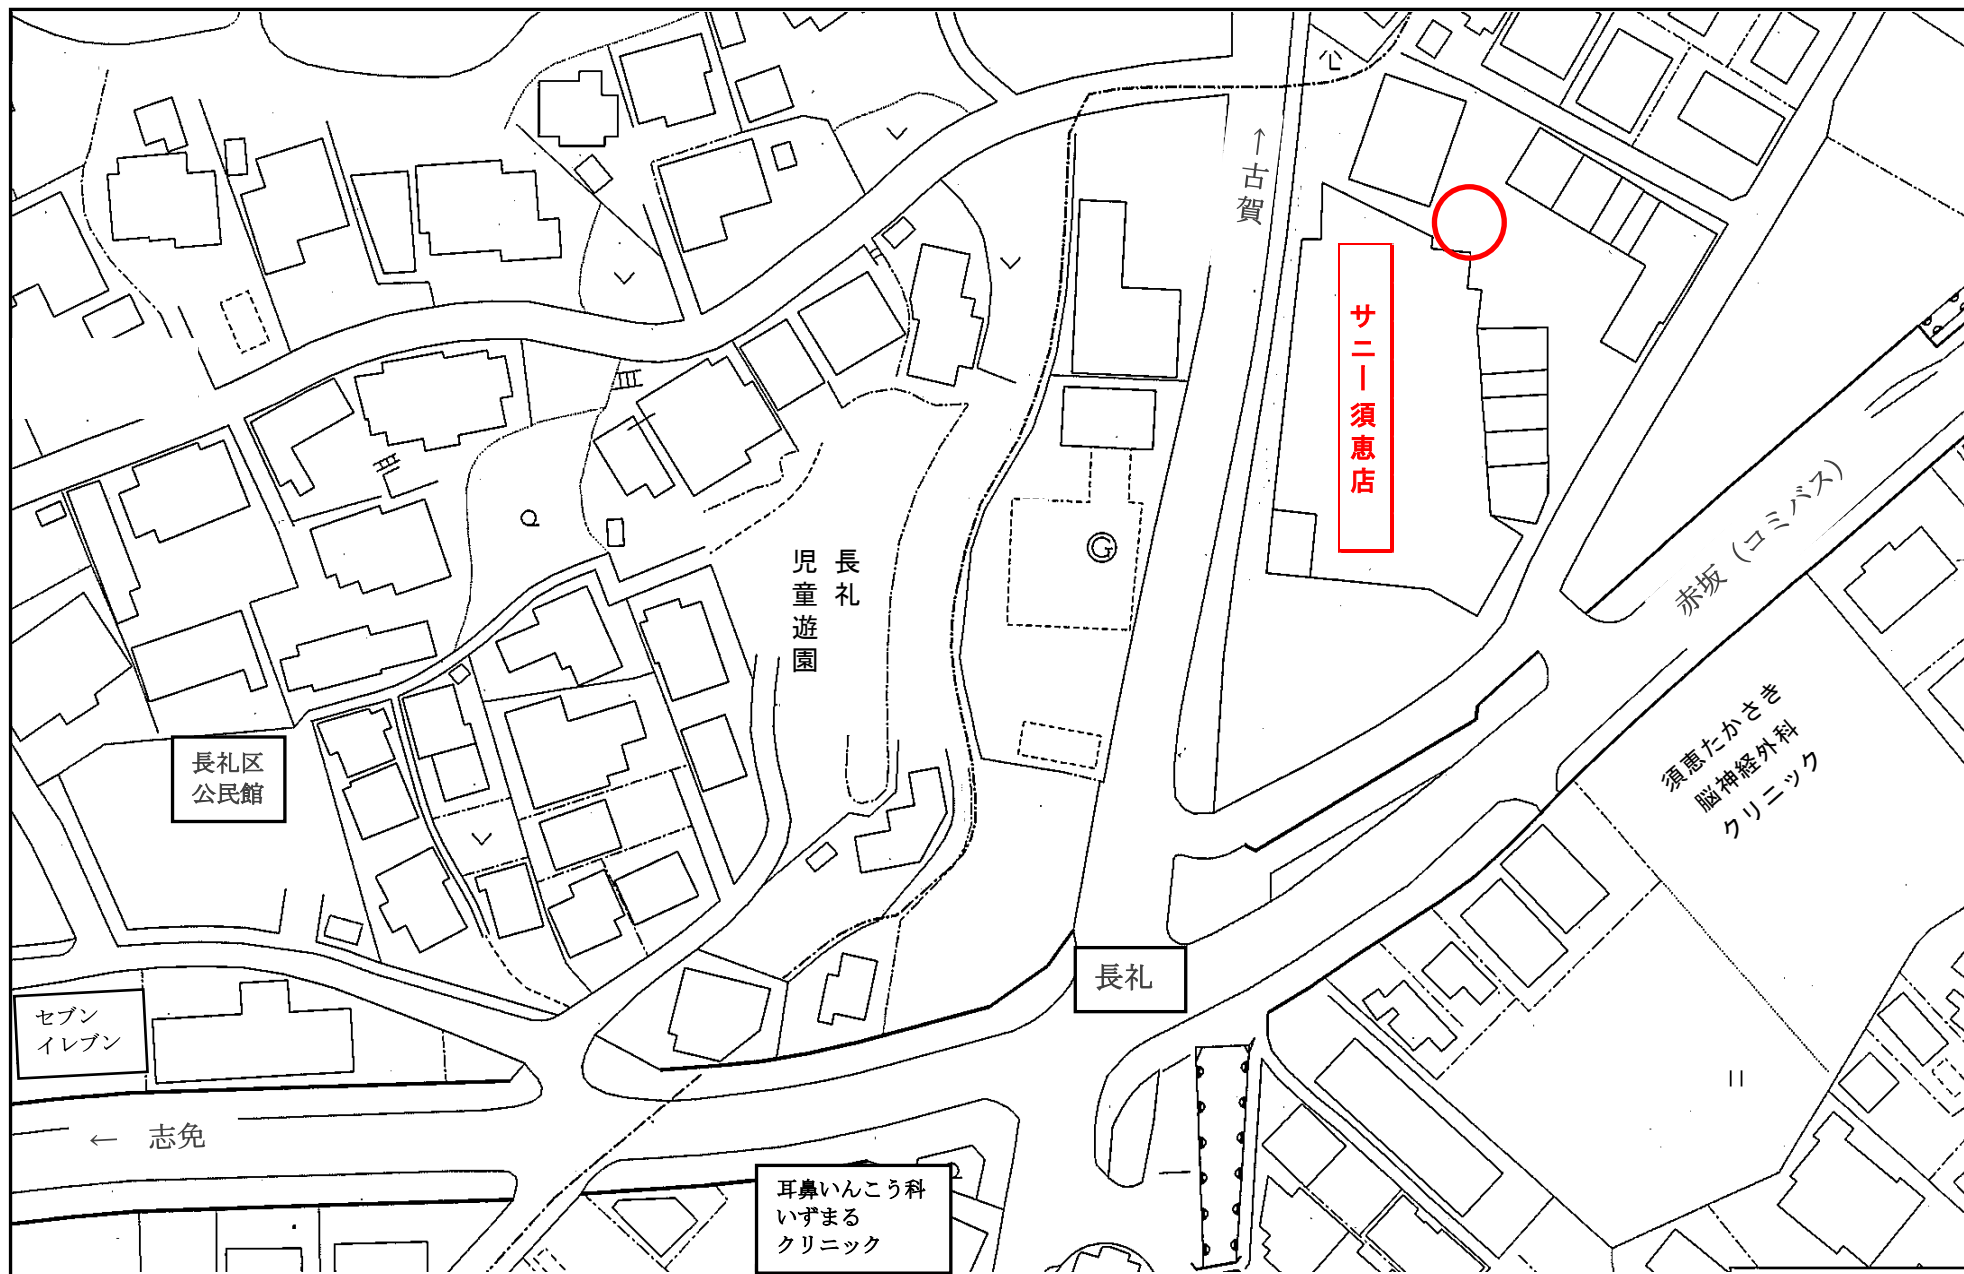 ↑古賀
サニー須恵店
赤坂（コミバス）
長礼
児童遊園
須恵たかさき
脳神経外科
クリニック
長礼区
公民館
長礼
セブン
イレブン
← 志免
耳鼻いんこう科
いずまる
クリニック